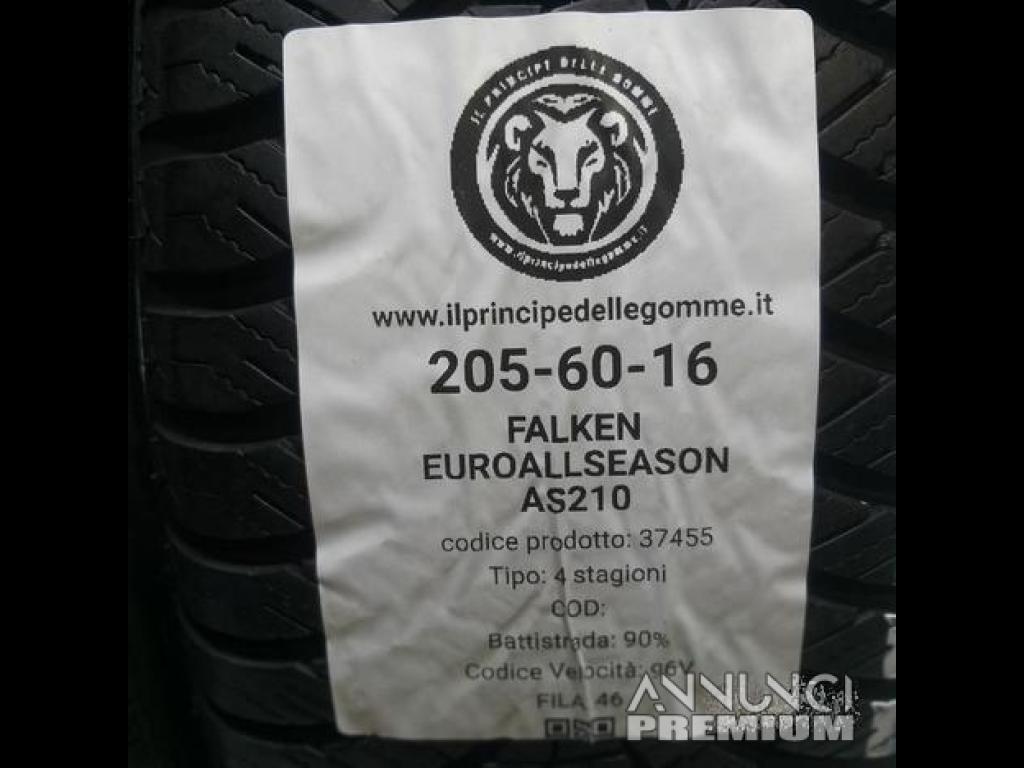 IL PRINCIPE DELLE GOMME
www.ilprincipedellegomme.it
www.ilprincipedellegomme.it
205-60-16
FALKEN
EUROALLSEASON
AS210
codice prodotto: 37455
Tipo: 4 stagioni
COD:
Battistrada: 90%
Codice Velocità: 96V
FILA 46
ANNUNCI
PREMIUM